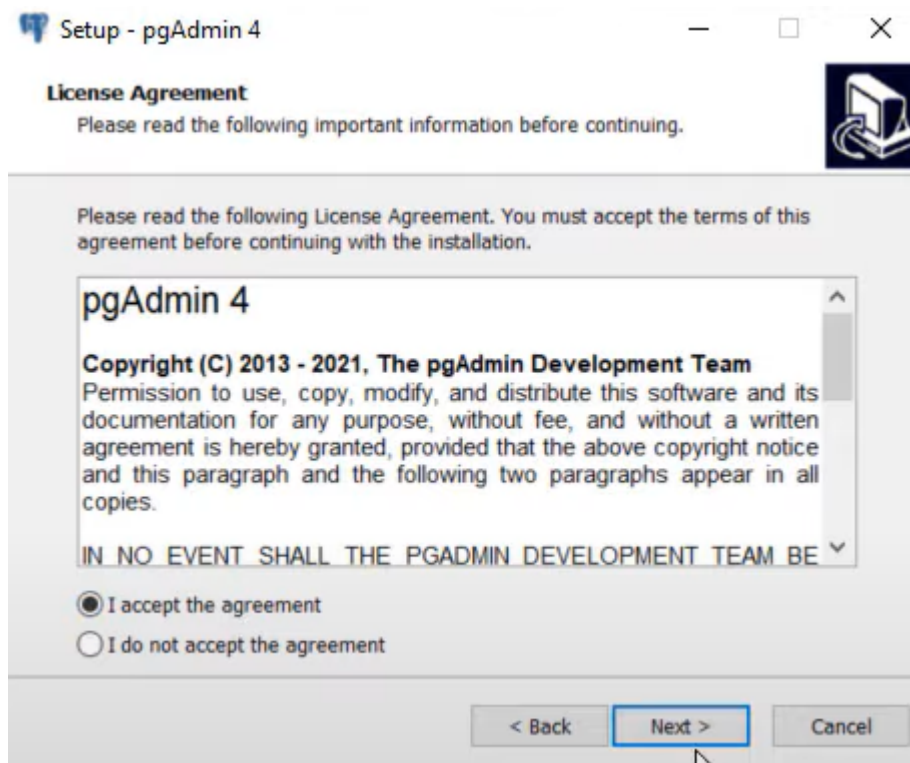 Setup - pgAdmin 4
License Agreement
Please read the following important information before continuing.
Please read the following License Agreement. You must accept the terms of this
agreement before continuing with the installation.
pgAdmin 4
Copyright (C) 2013 - 2021, The pgAdmin Development Team
Permission to use, copy, modify, and distribute this software and its
documentation for any purpose, without fee, and without a written
agreement is hereby granted, provided that the above copyright notice
and this paragraph and the following two paragraphs appear in all
copies.
IN NO EVENT SHALL THE PGADMIN DEVELOPMENT TEAM BE
I accept the agreement
I do not accept the agreement
< Back Next > Cancel